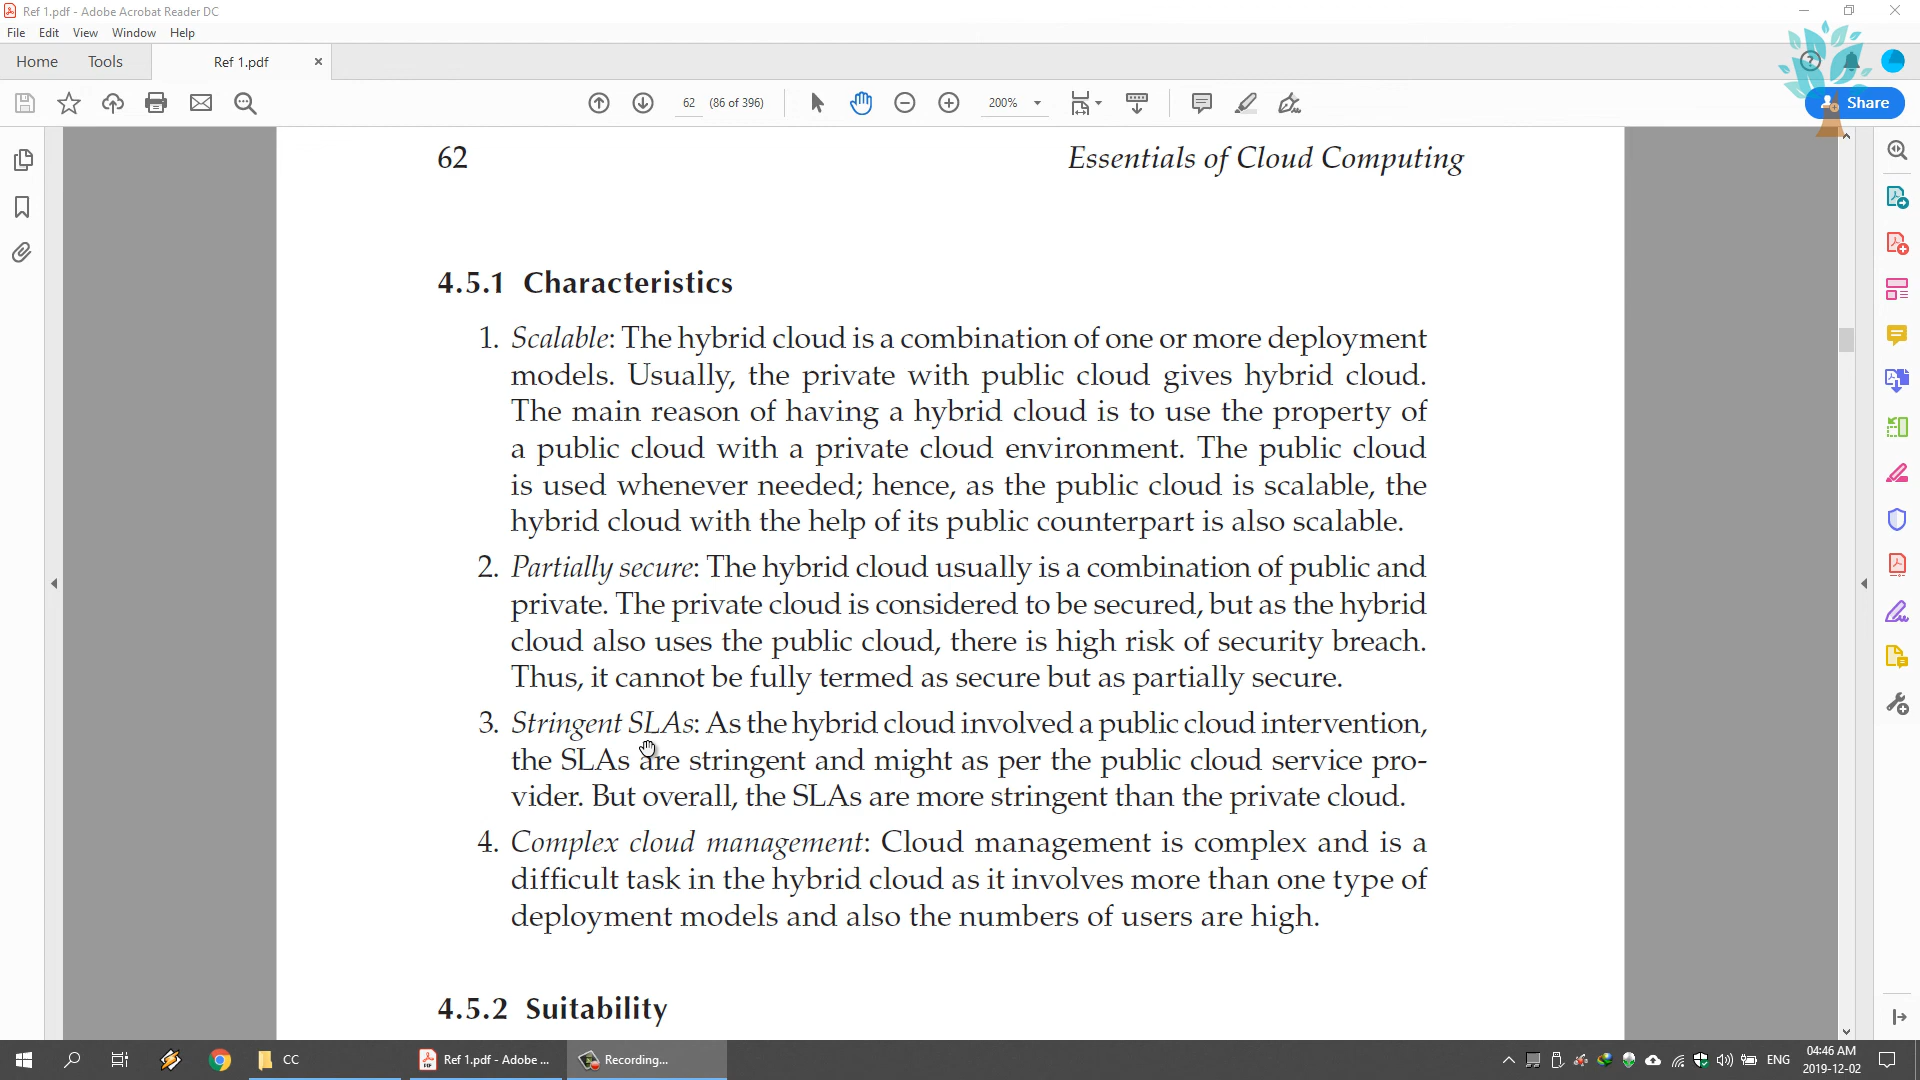 Ref 1.pdf - Adobe Acrobat Reader DC
File Edit View Window Help
Home Tools Ref 1.pdf
62 (86 of 396) 200% Share
62 Essentials of Cloud Computing
4.5.1 Characteristics
1. Scalable: The hybrid cloud is a combination of one or more deployment
models. Usually, the private with public cloud gives hybrid cloud.
The main reason of having a hybrid cloud is to use the property of
a public cloud with a private cloud environment. The public cloud
is used whenever needed; hence, as the public cloud is scalable, the
hybrid cloud with the help of its public counterpart is also scalable.
2. Partially secure: The hybrid cloud usually is a combination of public and
private. The private cloud is considered to be secured, but as the hybrid
cloud also uses the public cloud, there is high risk of security breach.
Thus, it cannot be fully termed as secure but as partially secure.
3. Stringent SLAs: As the hybrid cloud involved a public cloud intervention,
the SLAs are stringent and might as per the public cloud service pro-
vider. But overall, the SLAs are more stringent than the private cloud.
4. Complex cloud management: Cloud management is complex and is a
difficult task in the hybrid cloud as it involves more than one type of
deployment models and also the numbers of users are high.
4.5.2 Suitability
CC Ref 1.pdf - Adobe ... Recording... ENG 04:46 AM
2019-12-02